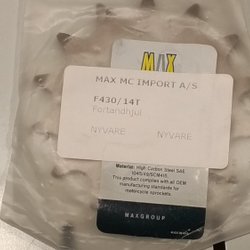 MAX
MAX MC IMPORT A/S
F430/14T
Fortandhjul
NYVARE NYVARE
Material: High Carbon Steel SAE
This product complies with all OEM
manufacturing standards for
motorcycle sprockets.
MAXGROUP